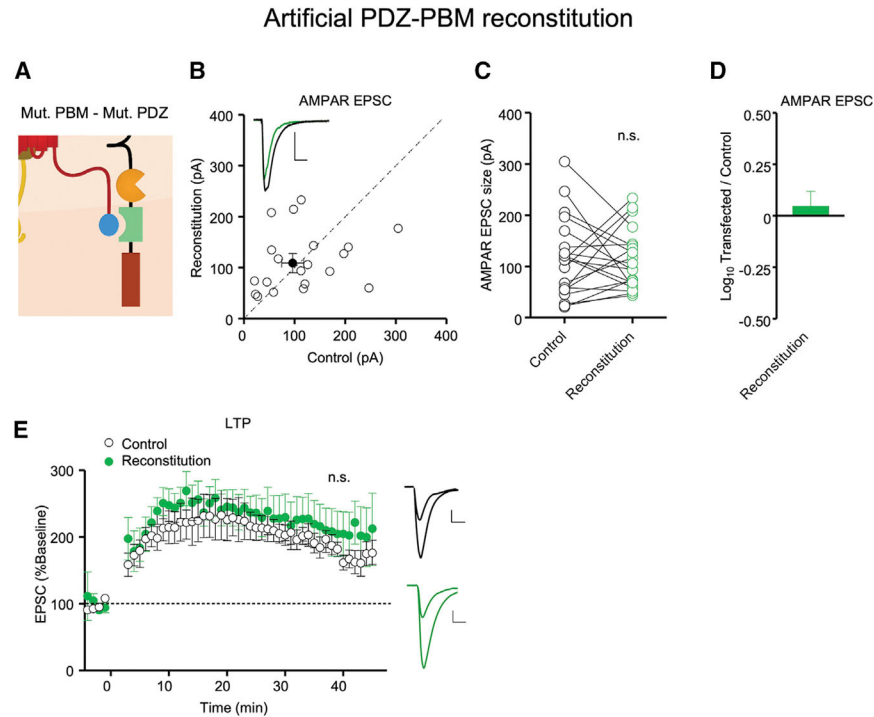 Artificial PDZ-PBM reconstitution
A
Mut. PBM - Mut. PDZ
B
AMPAR EPSC
Reconstitution (pA)
400
300
200
100
0
0 100 200 300 400
Control (pA)
C
AMPAR EPSC size (pA)
400
300
200
100
0
n.s.
Control
Reconstitution
D
AMPAR EPSC
Log10 Transfected / Control
0.50
0.25
0
-0.25
-0.50
Reconstitution
E
LTP
Control
Reconstitution
n.s.
EPSC (%Baseline)
300
200
100
0
0 10 20 30 40
Time (min)